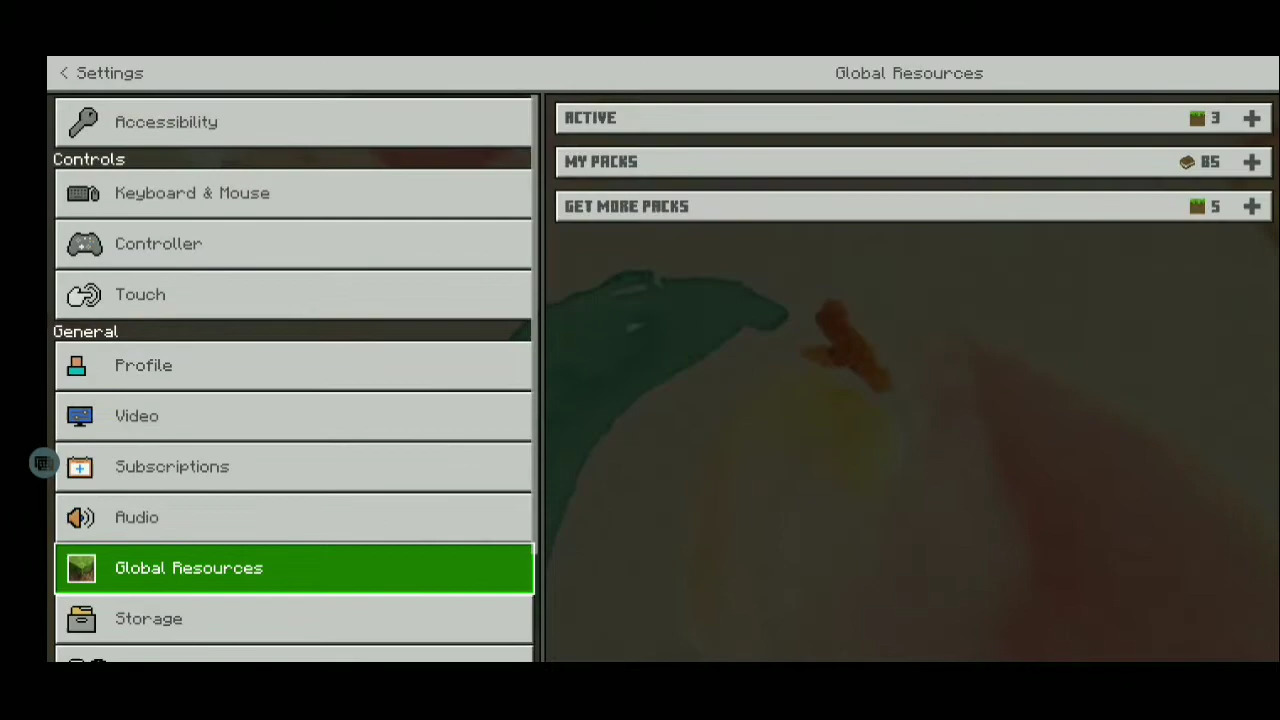 Settings
Global Resources
Accessibility
Controls
Keyboard & Mouse
Controller
Touch
General
Profile
Video
Subscriptions
Audio
Global Resources
Storage
ACTIVE 3
MY PACKS 85
GET MORE PACKS 5